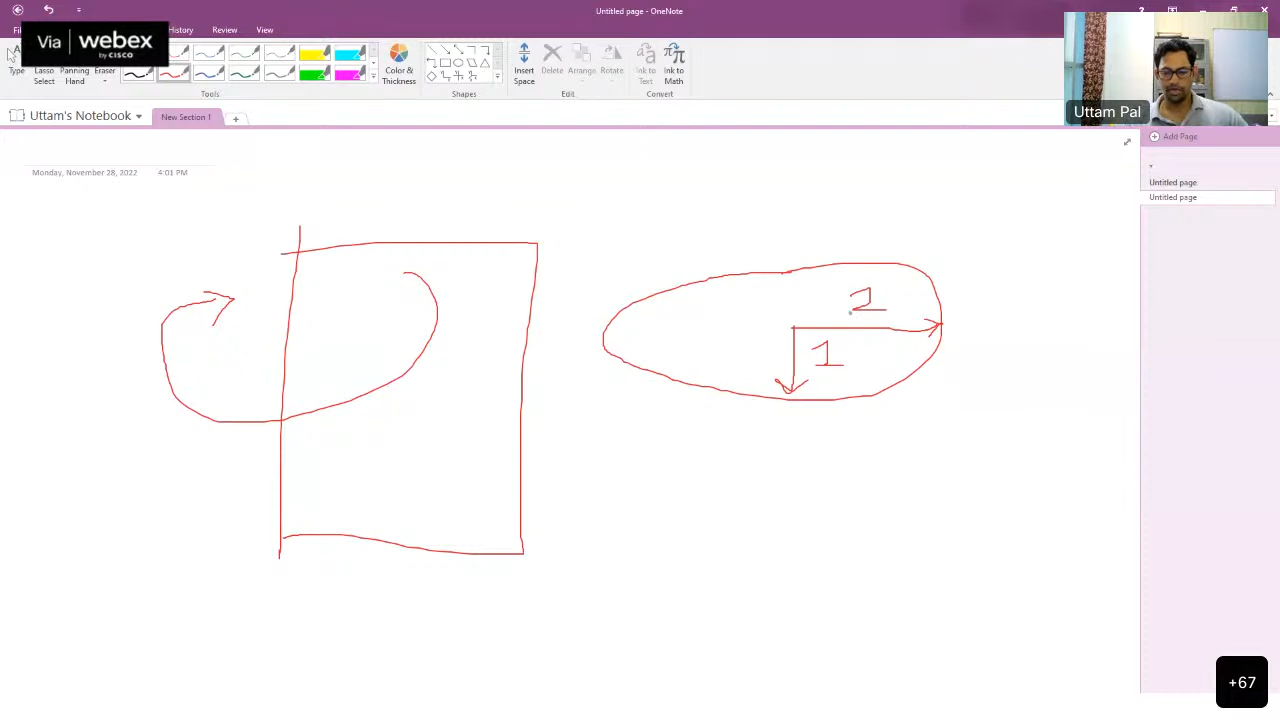 Untitled page - OneNote
Via webex
by CISCO
History Review View
Type
Lasso Select
Panning Hand
Eraser
Color & Thickness
Insert Space
Delete
Arrange
Rotate
Ink to Text
Ink to Math
Tools
Shapes
Edit
Convert
Uttam Pal
Uttam's Notebook
New Section 1
Add Page
Monday, November 28, 2022 4:01 PM
Untitled page
Untitled page
2
1
+67